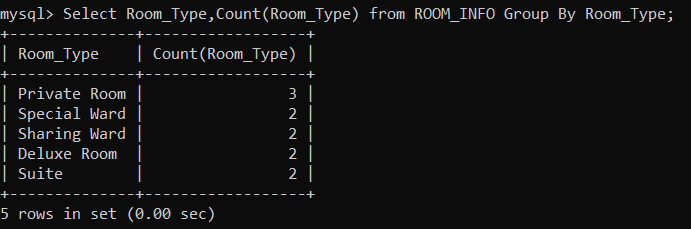 mysql> Select Room_Type,Count(Room_Type) from ROOM_INFO Group By Room_Type;
+--------------+------------------+
| Room_Type    | Count(Room_Type) |
+--------------+------------------+
| Private Room |                3 |
| Special Ward |                2 |
| Sharing Ward |                2 |
| Deluxe Room  |                2 |
| Suite        |                2 |
+--------------+------------------+
5 rows in set (0.00 sec)